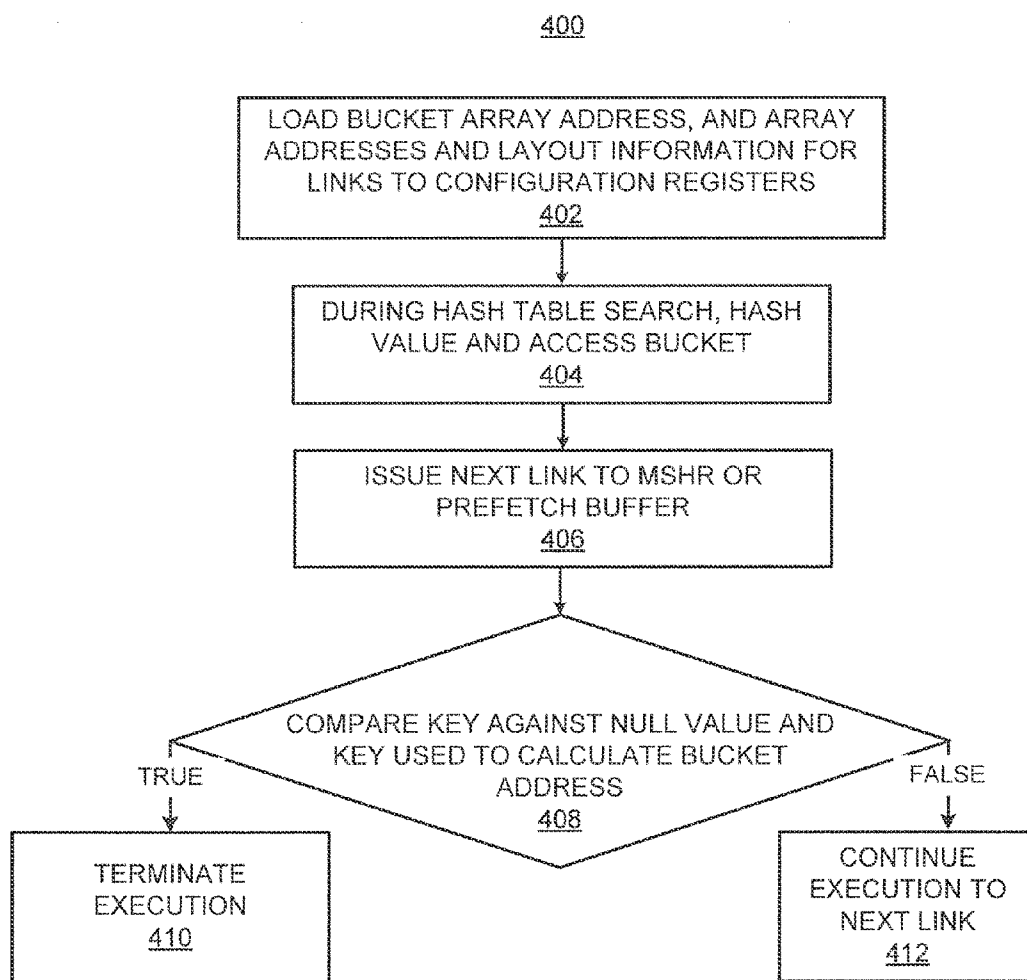 400
LOAD BUCKET ARRAY ADDRESS, AND ARRAY
ADDRESSES AND LAYOUT INFORMATION FOR
LINKS TO CONFIGURATION REGISTERS
402
DURING HASH TABLE SEARCH, HASH
VALUE AND ACCESS BUCKET
404
ISSUE NEXT LINK TO MSHR OR
PREFETCH BUFFER
406
COMPARE KEY AGAINST NULL VALUE AND
KEY USED TO CALCULATE BUCKET
ADDRESS
408
TRUE
FALSE
TERMINATE
EXECUTION
410
CONTINUE
EXECUTION TO
NEXT LINK
412